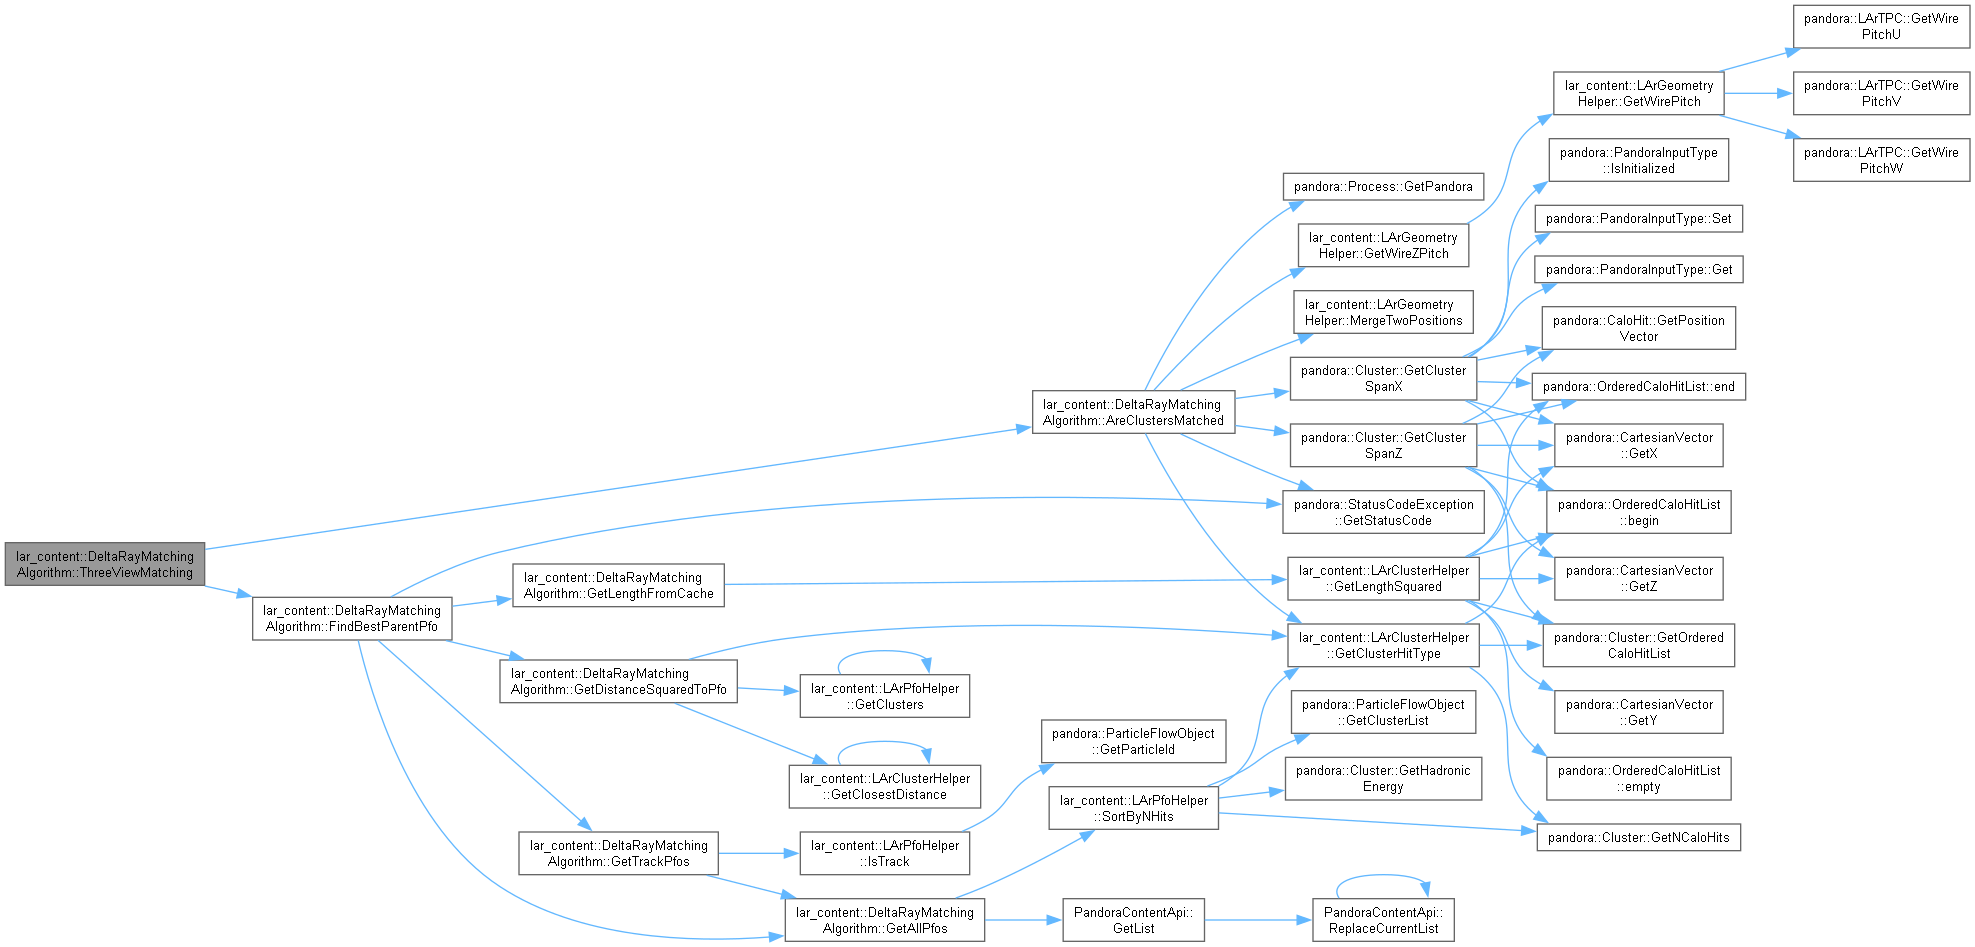 lar_content::DeltaRayMatching
Algorithm::ThreeViewMatching
lar_content::DeltaRayMatching
Algorithm::FindBestParentPfo
lar_content::DeltaRayMatching
Algorithm::GetLengthFromCache
lar_content::DeltaRayMatching
Algorithm::GetDistanceSquaredToPfo
lar_content::DeltaRayMatching
Algorithm::GetTrackPfos
lar_content::LArPfoHelper
::GetClusters
lar_content::LArClusterHelper
::GetClosestDistance
lar_content::LArPfoHelper
::IsTrack
lar_content::DeltaRayMatching
Algorithm::GetAllPfos
lar_content::DeltaRayMatching
Algorithm::AreClustersMatched
pandora::ParticleFlowObject
::GetParticleId
lar_content::LArPfoHelper
::SortByNHits
PandoraContentApi::
GetList
pandora::Process::GetPandora
lar_content::LArGeometry
Helper::GetWireZPitch
lar_content::LArGeometry
Helper::MergeTwoPositions
pandora::Cluster::GetCluster
SpanX
pandora::Cluster::GetCluster
SpanZ
pandora::StatusCodeException
::GetStatusCode
lar_content::LArClusterHelper
::GetLengthSquared
lar_content::LArClusterHelper
::GetClusterHitType
pandora::ParticleFlowObject
::GetClusterList
pandora::Cluster::GetHadronic
Energy
PandoraContentApi::
ReplaceCurrentList
lar_content::LArGeometry
Helper::GetWirePitch
pandora::PandoraInputType
::IsInitialized
pandora::PandoraInputType::Set
pandora::PandoraInputType::Get
pandora::CaloHit::GetPosition
Vector
pandora::OrderedCaloHitList::end
pandora::CartesianVector
::GetX
pandora::OrderedCaloHitList
::begin
pandora::CartesianVector
::GetZ
pandora::Cluster::GetOrdered
CaloHitList
pandora::CartesianVector
::GetY
pandora::OrderedCaloHitList
::empty
pandora::Cluster::GetNCaloHits
pandora::LArTPC::GetWire
PitchU
pandora::LArTPC::GetWire
PitchV
pandora::LArTPC::GetWire
PitchW